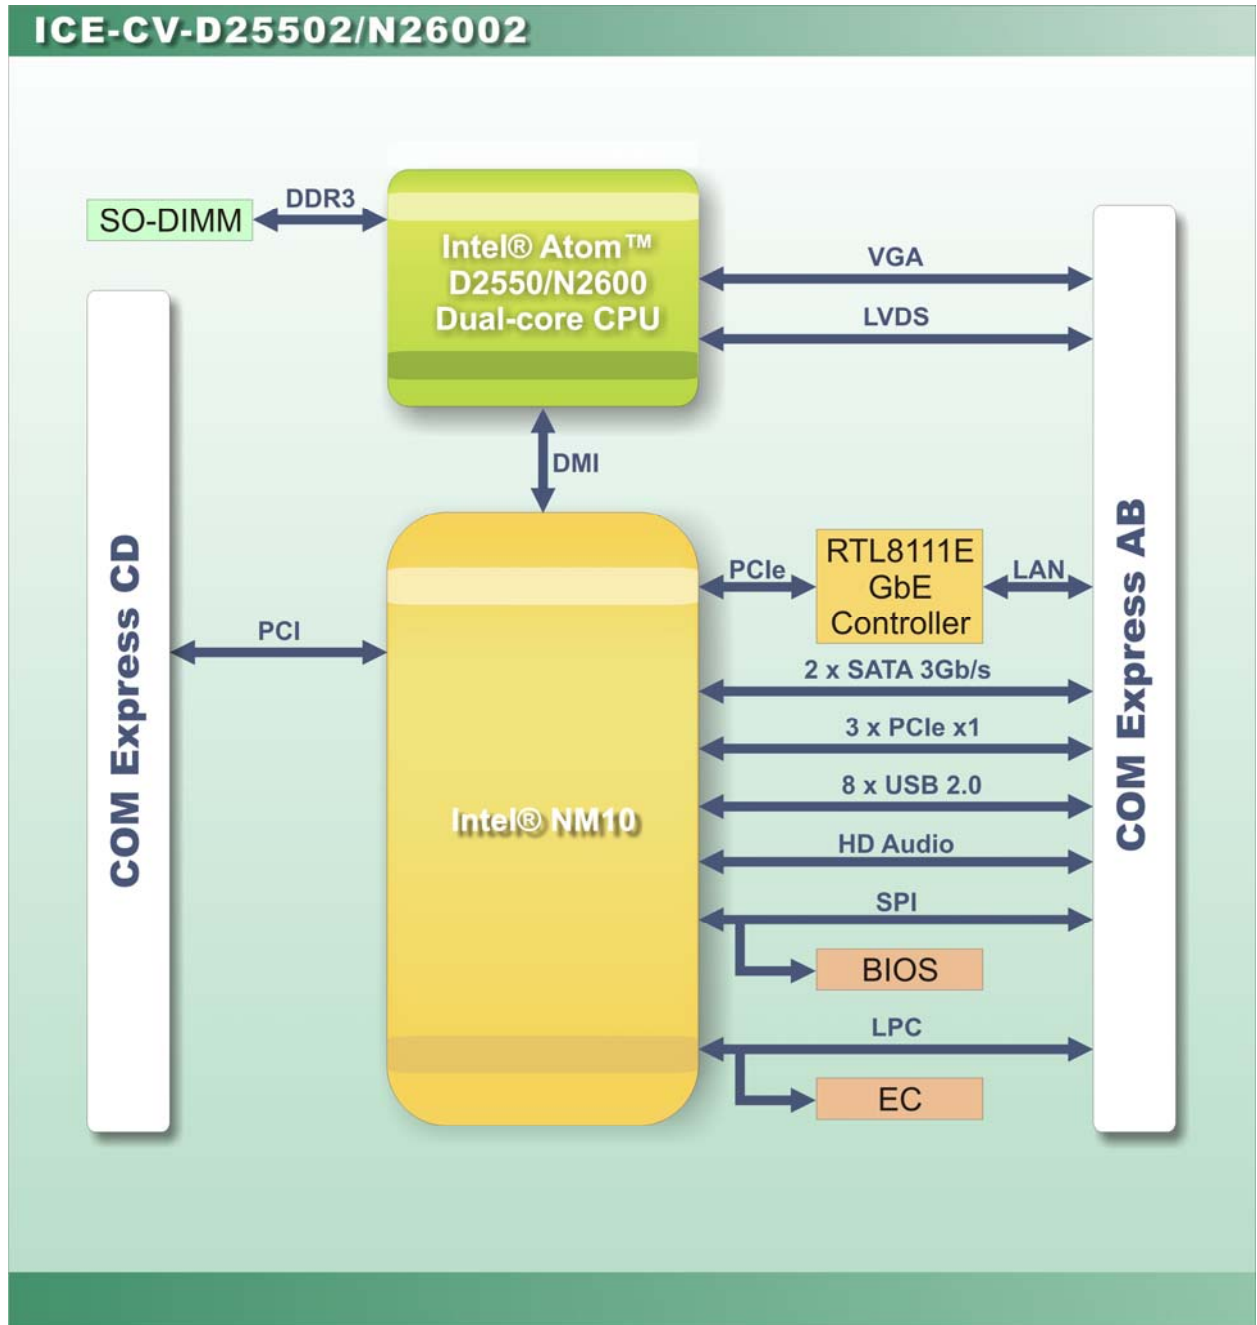 ICE-CV-D25502/N26002
SO-DIMM
DDR3
Intel® Atom™
D2550/N2600
Dual-core CPU
VGA
LVDS
DMI
COM Express CD
PCI
Intel® NM10
PCIe
RTL8111E
GbE
Controller
LAN
2 x SATA 3Gb/s
3 x PCIe x1
8 x USB 2.0
HD Audio
SPI
BIOS
LPC
EC
COM Express AB